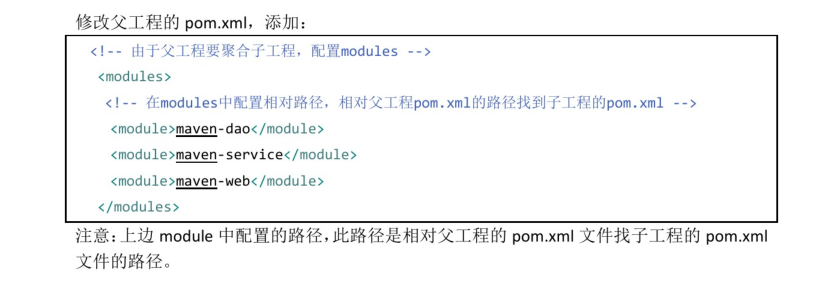 修改父工程的 pom.xml，添加：
<!-- 由于父工程要聚合子工程，配置modules -->
<modules>
<!-- 在modules中配置相对路径，相对父工程pom.xml的路径找到子工程的pom.xml -->
<module>maven-dao</module>
<module>maven-service</module>
<module>maven-web</module>
</modules>
注意：上边 module 中配置的路径，此路径是相对父工程的 pom.xml 文件找子工程的 pom.xml
文件的路径。